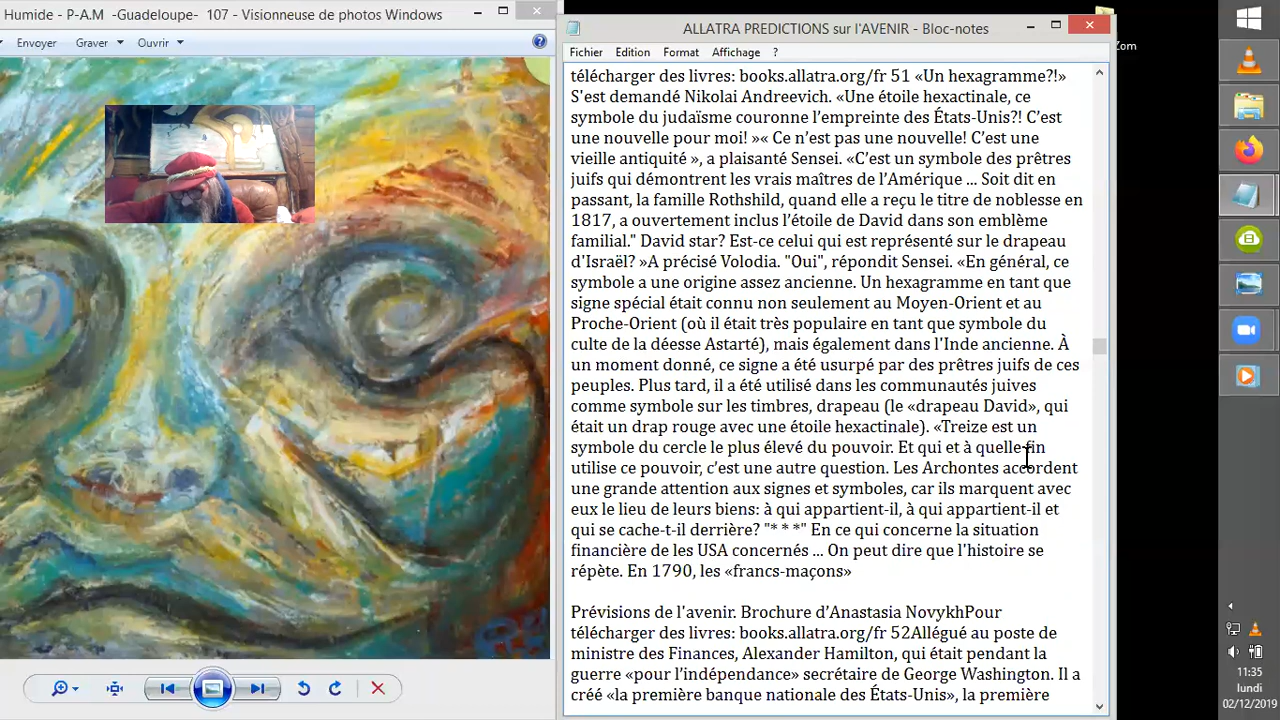 Humide - P-A.M -Guadeloupe- 107 - Visionneuse de photos Windows
Envoyer Graver Ouvrir
ALLATRA PREDICTIONS sur l'AVENIR - Bloc-notes
Fichier Edition Format Affichage ?
télécharger des livres: books.allatra.org/fr 51 «Un hexagramme?!»
S'est demandé Nikolai Andreevich. «Une étoile hexactinale, ce
symbole du judaïsme couronne l’empreinte des États-Unis?! C’est
une nouvelle pour moi! »« Ce n’est pas une nouvelle! C’est une
vieille antiquité », a plaisanté Sensei. «C’est un symbole des prêtres
juifs qui démontrent les vrais maîtres de l’Amérique ... Soit dit en
passant, la famille Rothshild, quand elle a reçu le titre de noblesse en
1817, a ouvertement inclus l’étoile de David dans son emblème
familial." David star? Est-ce celui qui est représenté sur le drapeau
d'Israël? »A précisé Volodia. "Oui", répondit Sensei. «En général, ce
symbole a une origine assez ancienne. Un hexagramme en tant que
signe spécial était connu non seulement au Moyen-Orient et au
Proche-Orient (où il était très populaire en tant que symbole du
culte de la déesse Astarté), mais également dans l'Inde ancienne. À
un moment donné, ce signe a été usurpé par des prêtres juifs de ces
peuples. Plus tard, il a été utilisé dans les communautés juives
comme symbole sur les timbres, drapeau (le «drapeau David», qui
était un drap rouge avec une étoile hexactinale). «Treize est un
symbole du cercle le plus élevé du pouvoir. Et qui et à quelle fin
utilise ce pouvoir, c’est une autre question. Les Archontes accordent
une grande attention aux signes et symboles, car ils marquent avec
eux le lieu de leurs biens: à qui appartient-il, à qui appartient-il et
qui se cache-t-il derrière? "* * *" En ce qui concerne la situation
financière de les USA concernés ... On peut dire que l'histoire se
répète. En 1790, les «francs-maçons»
Prévisions de l'avenir. Brochure d’Anastasia NovykhPour
télécharger des livres: books.allatra.org/fr 52Allégué au poste de
ministre des Finances, Alexander Hamilton, qui était pendant la
guerre «pour l’indépendance» secrétaire de George Washington. Il a
créé «la première banque nationale des États-Unis», la première
11:35
lundi
02/12/2019